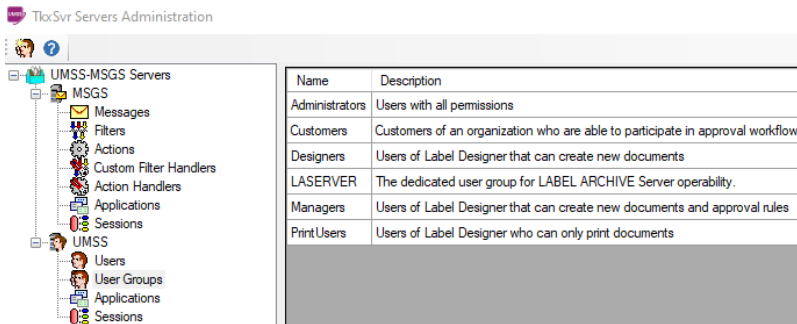 TkxSvr Servers Administration
UMSS-MSGS Servers
MSGS
Messages
Filters
Actions
Custom Filter Handlers
Action Handlers
Applications
Sessions
UMSS
Users
User Groups
Applications
Sessions
Name Description
Administrators Users with all permissions
Customers Customers of an organization who are able to participate in approval workflow
Designers Users of Label Designer that can create new documents
LASERVER The dedicated user group for LABEL ARCHIVE Server operability.
Managers Users of Label Designer that can create new documents and approval rules
PrintUsers Users of Label Designer who can only print documents